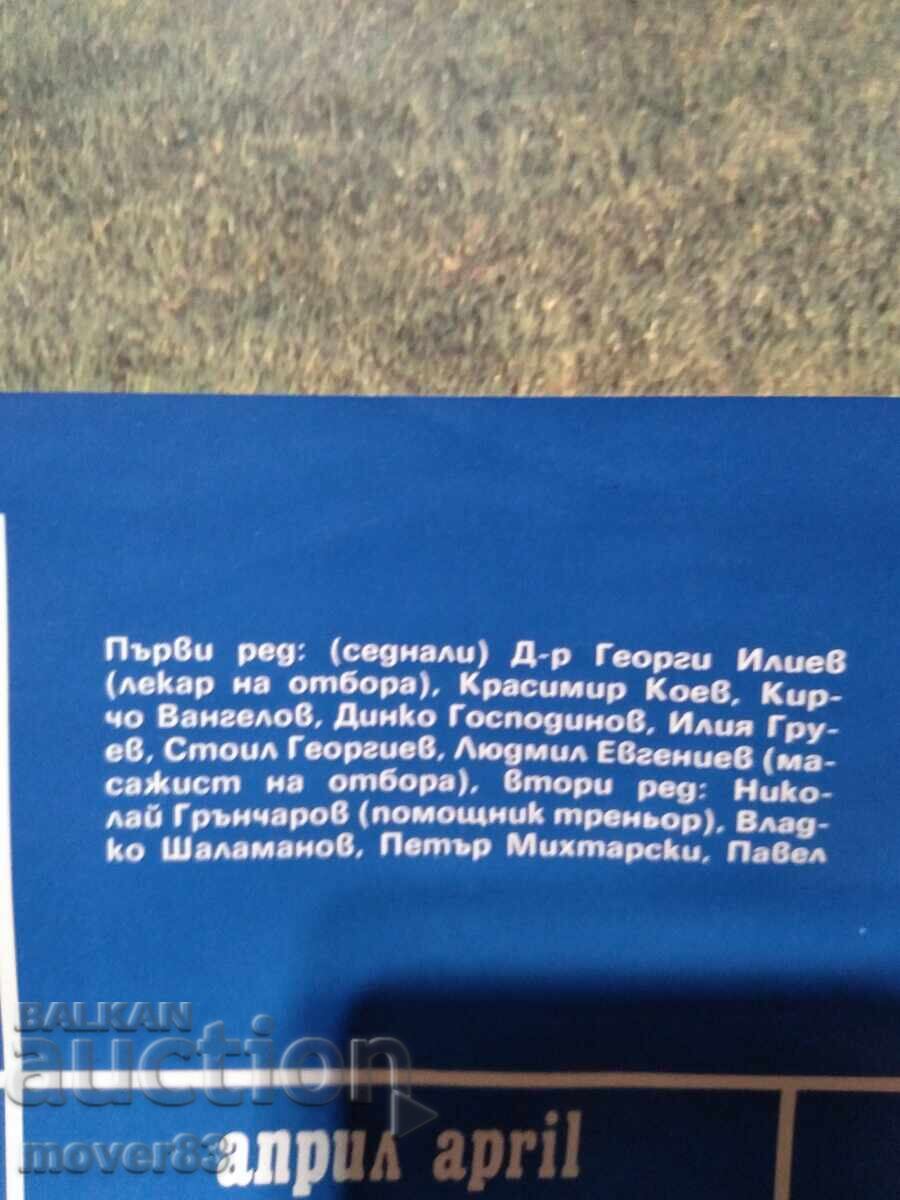 Първи ред: (седнали) Д-р Георги Илиев
(лекар на отбора), Красимир Коев, Кир-
чо Вангелов, Динко Господинов, Илия Гру-
ев, Стоил Георгиев, Людмил Евгениев (ма-
сажист на отбора), втори ред: Нико-
лай Грънчаров (помощник треньор), Влад-
ко Шаламанов, Петър Михтарски, Павел
BALKAN
auction
mover83
април april